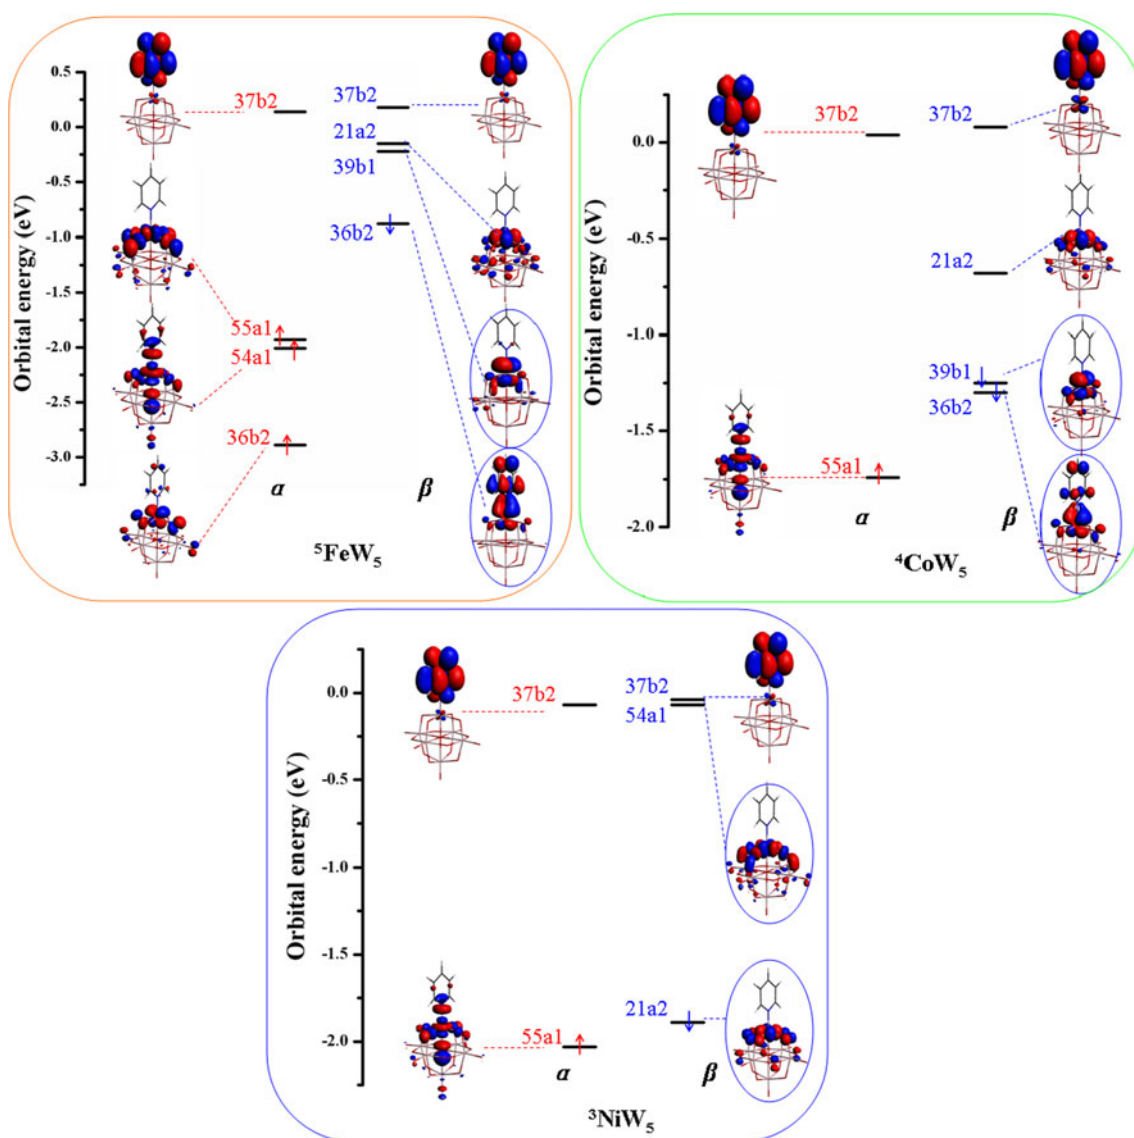 Orbital energy (eV)
0.5
0.0
-0.5
-1.0
-1.5
-2.0
-2.5
-3.0
37b2
55a1
54a1
36b2
α
37b2
21a2
39b1
36b2
β
⁵FeW₅
Orbital energy (eV)
0.0
-0.5
-1.0
-1.5
-2.0
37b2
55a1
α
37b2
21a2
39b1
36b2
β
⁴CoW₅
Orbital energy (eV)
0.0
-0.5
-1.0
-1.5
-2.0
37b2
55a1
α
37b2
54a1
21a2
β
³NiW₅